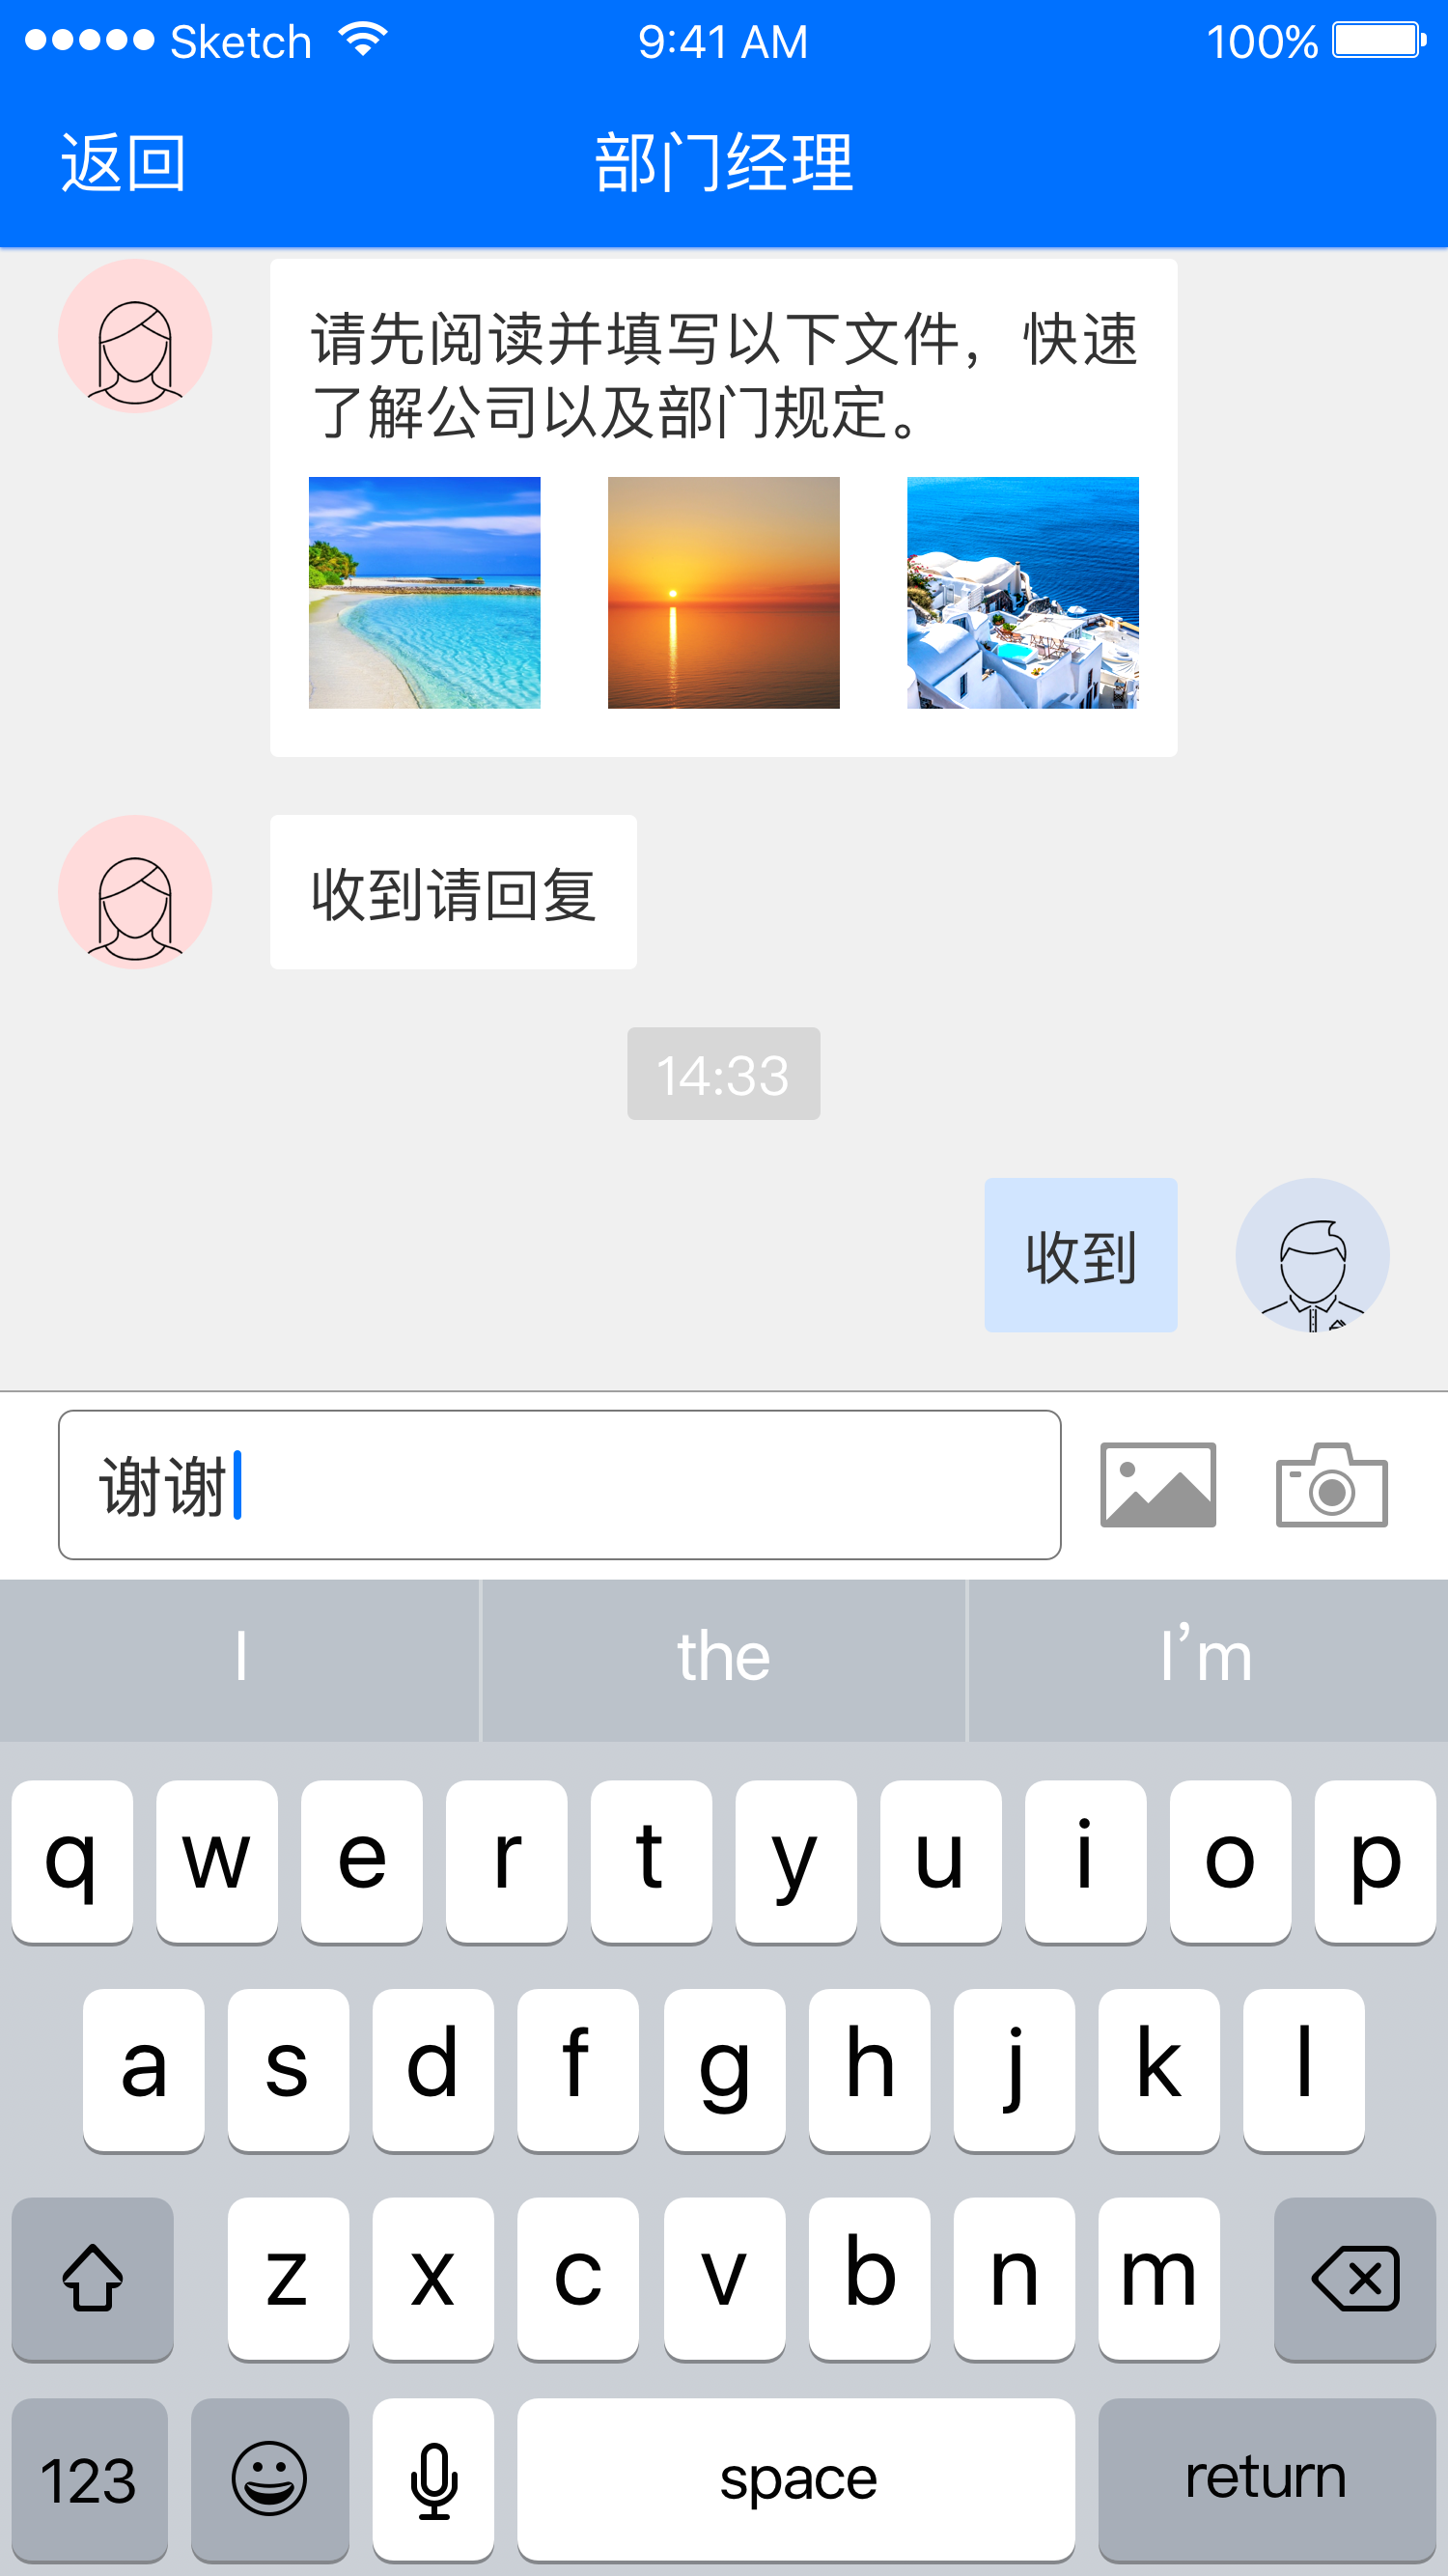 Sketch 9:41 AM 100%
返回 部门经理
请先阅读并填写以下文件，快速
了解公司以及部门规定。
收到请回复
14:33
收到
谢谢
I the I’m
q w e r t y u i o p
a s d f g h j k l
z x c v b n m
123 space return